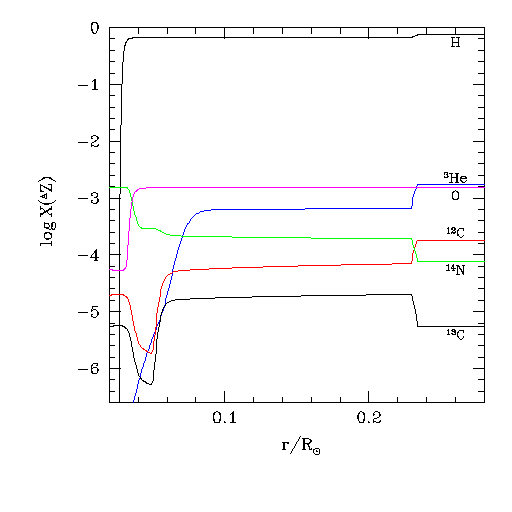 0
H
−1
−2
³He
−3
O
log X(ᴬZ)
¹²C
−4
¹⁴N
−5
¹³C
−6
0.1 0.2
r/R☉